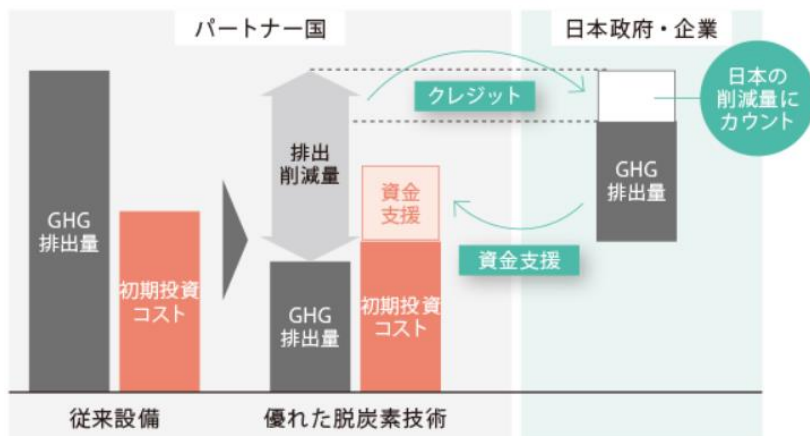 パートナー国
日本政府・企業
クレジット
日本の
削減量に
カウント
排出
削減量
GHG
排出量
資金
支援
GHG
排出量
資金支援
初期投資
コスト
GHG
排出量
初期投資
コスト
従来設備
優れた脱炭素技術